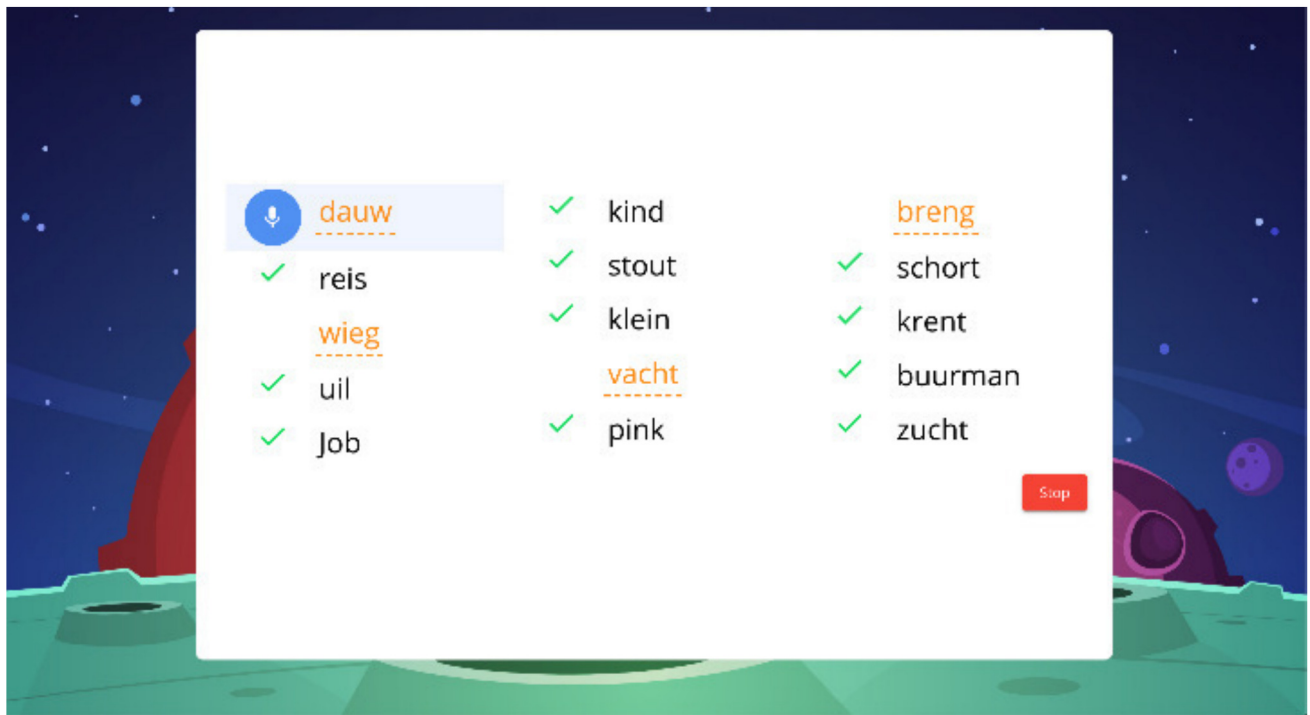 dauw
reis
wieg
uil
Job
kind
stout
klein
vacht
pink
breng
schort
krent
buurman
zucht
Stop